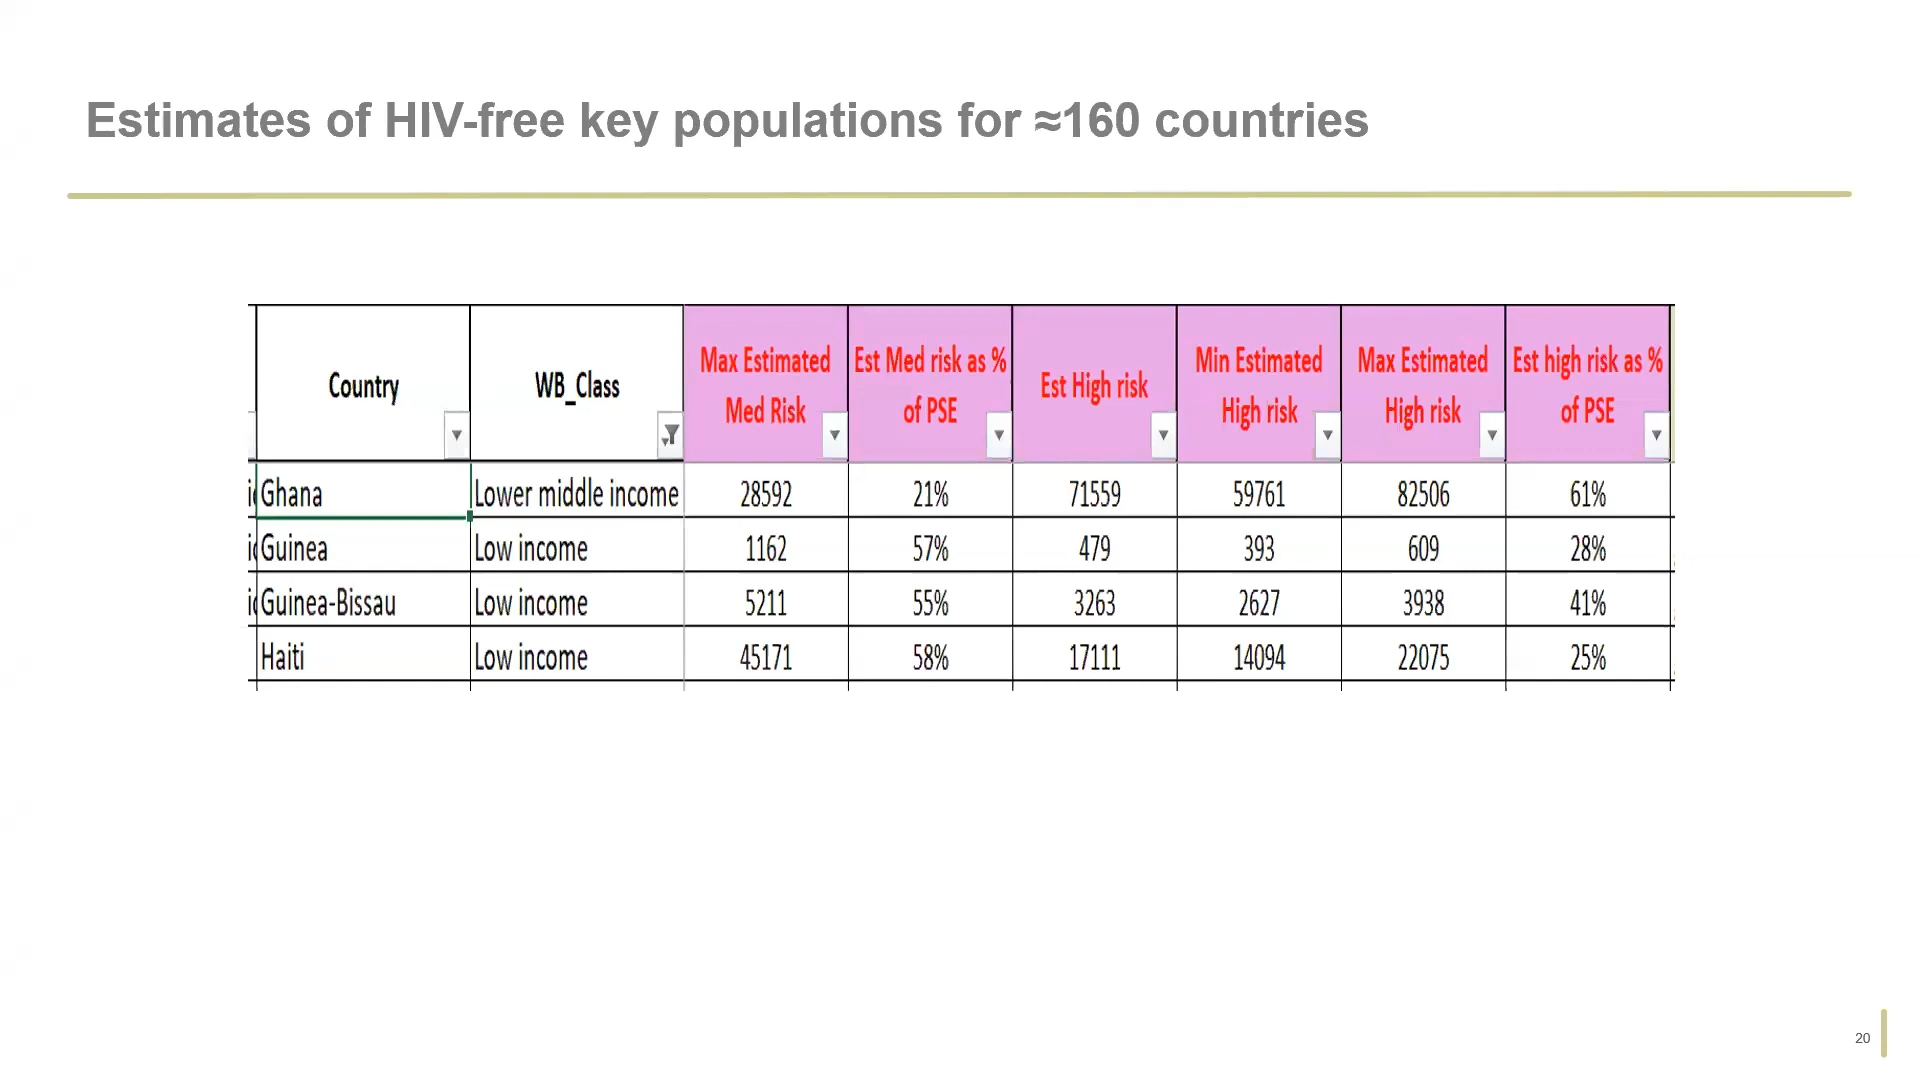 Estimates of HIV-free key populations for ≈160 countries
Country WB_Class Max Estimated Med Risk Est Med risk as % of PSE Est High risk Min Estimated High risk Max Estimated High risk Est high risk as % of PSE
Ghana Lower middle income 28592 21% 71559 59761 82506 61%
Guinea Low income 1162 57% 479 393 609 28%
Guinea-Bissau Low income 5211 55% 3263 2627 3938 41%
Haiti Low income 45171 58% 17111 14094 22075 25%
20